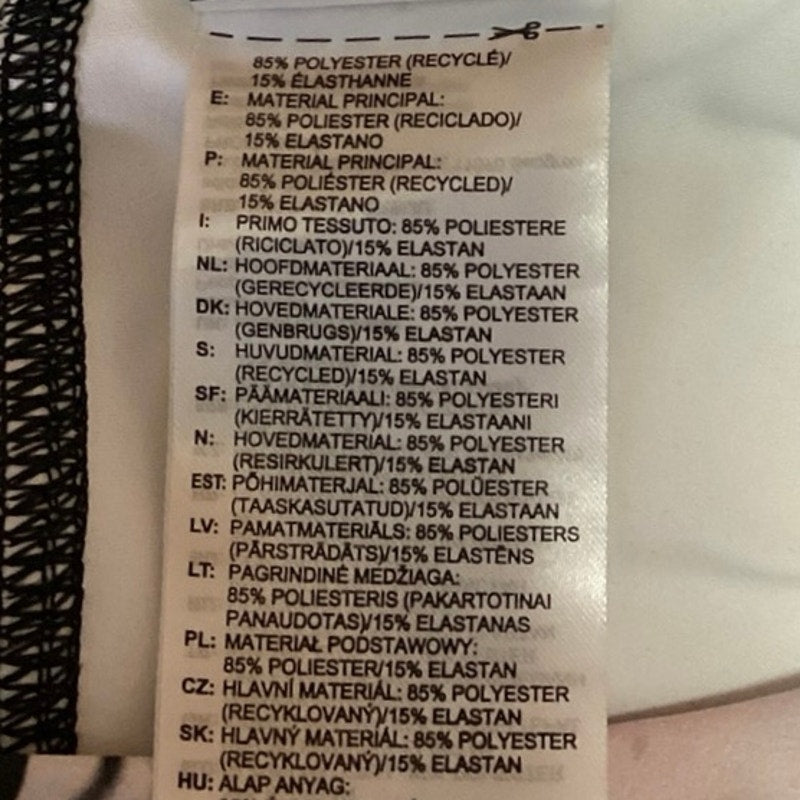 85% POLYESTER (RECYCLÉ)/
15% ÉLASTHANNE
E: MATERIAL PRINCIPAL:
85% POLIESTER (RECICLADO)/
15% ELASTANO
P: MATERIAL PRINCIPAL:
85% POLIÉSTER (RECYCLED)/
15% ELASTANO
I: PRIMO TESSUTO: 85% POLIESTERE
(RICICLATO)/15% ELASTAN
NL: HOOFDMATERIAAL: 85% POLYESTER
(GERECYCLEERDE)/15% ELASTAAN
DK: HOVEDMATERIALE: 85% POLYESTER
(GENBRUGS)/15% ELASTAN
S: HUVUDMATERIAL: 85% POLYESTER
(RECYCLED)/15% ELASTAN
SF: PÄÄMATERIAALI: 85% POLYESTERI
(KIERRÄTETTY)/15% ELASTAANI
N: HOVEDMATERIAL: 85% POLYESTER
(RESIRKULERT)/15% ELASTAN
EST: PÕHIMATERJAL: 85% POLÜESTER
(TAASKASUTATUD)/15% ELASTAAN
LV: PAMATMATERIĀLS: 85% POLIESTERS
(PĀRSTRĀDĀTS)/15% ELASTĒNS
LT: PAGRINDINĖ MEDŽIAGA:
85% POLIESTERIS (PAKARTOTINAI
PANAUDOTAS)/15% ELASTANAS
PL: MATERIAŁ PODSTAWOWY:
85% POLIESTER/15% ELASTAN
CZ: HLAVNÍ MATERIÁL: 85% POLYESTER
(RECYKLOVANÝ)/15% ELASTAN
SK: HLAVNÝ MATERIÁL: 85% POLYESTER
(RECYKLOVANÝ)/15% ELASTAN
HU: ALAP ANYAG: